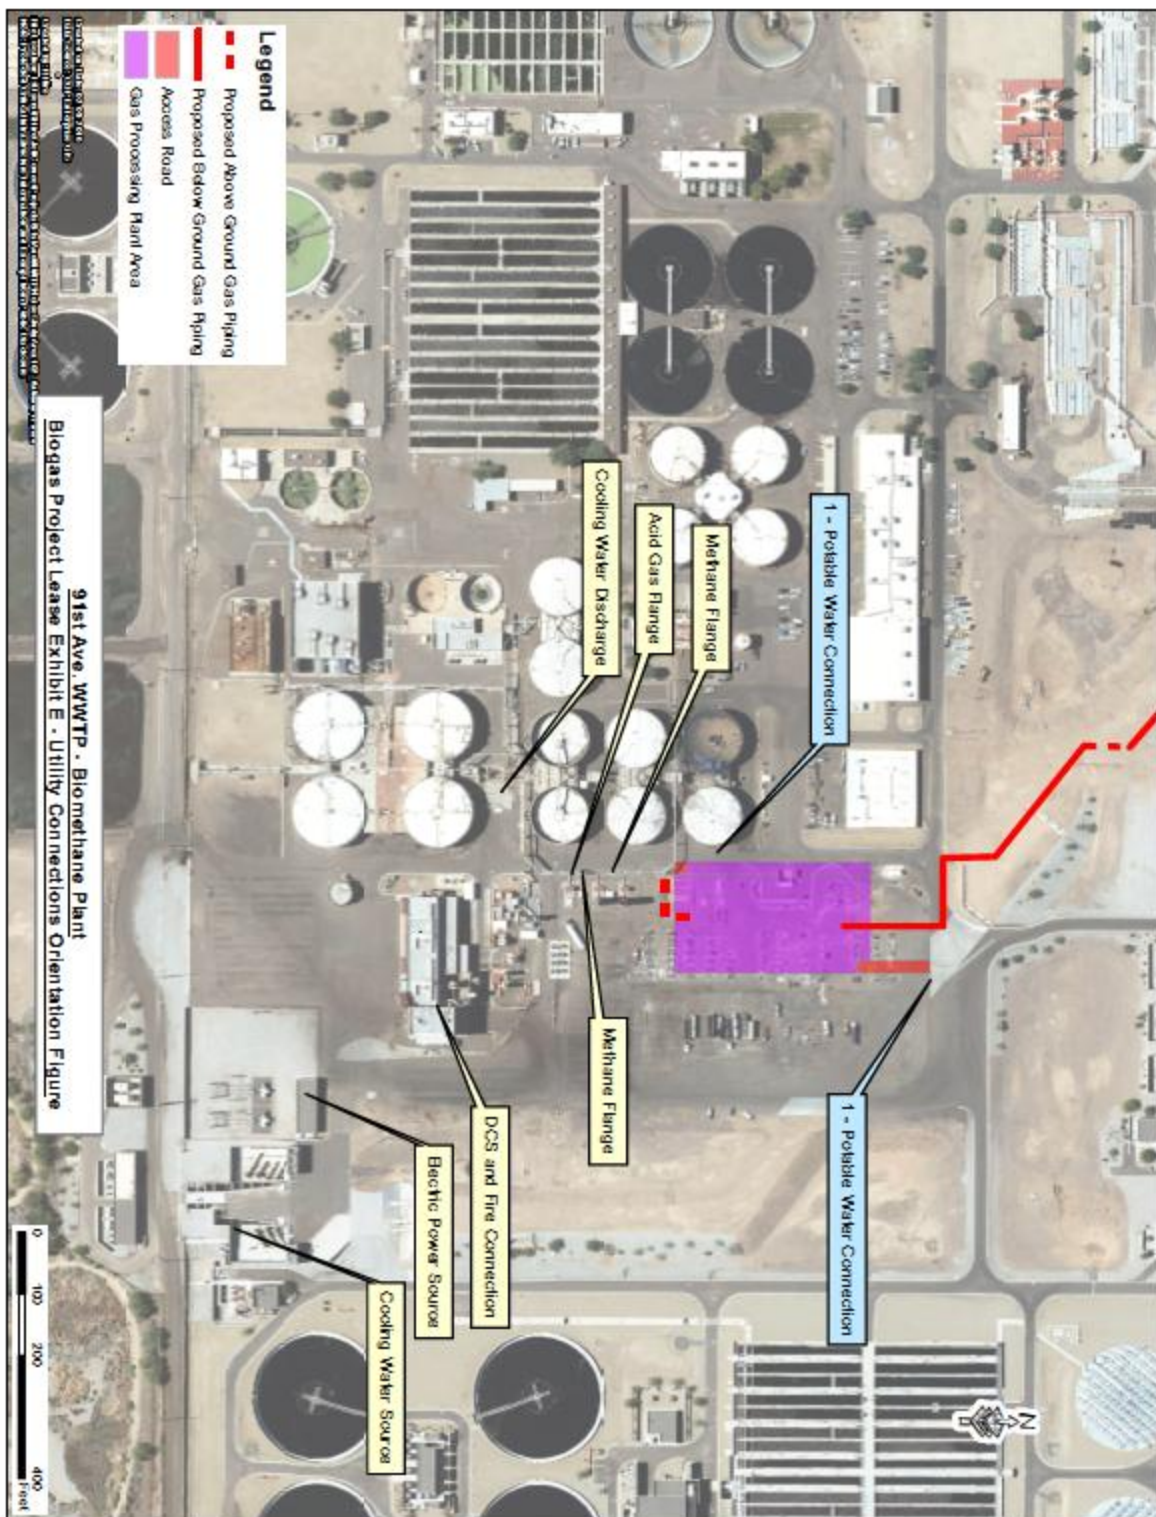 Legend
Proposed Above Ground Gas Piping
Proposed Below Ground Gas Piping
Access Road
Gas Processing Plant Area
1 - Potable Water Connection
Methane Flange
Acid Gas Flange
Cooling Water Discharge
1 - Potable Water Connection
Methane Flange
DCS and Fire Connection
Electric Power Source
Cooling Water Source
N
91st Ave. WWTP - Biomethane Plant
Biogas Project Lease Exhibit E - Utility Connections Orientation Figure
0 100 200 400
Feet